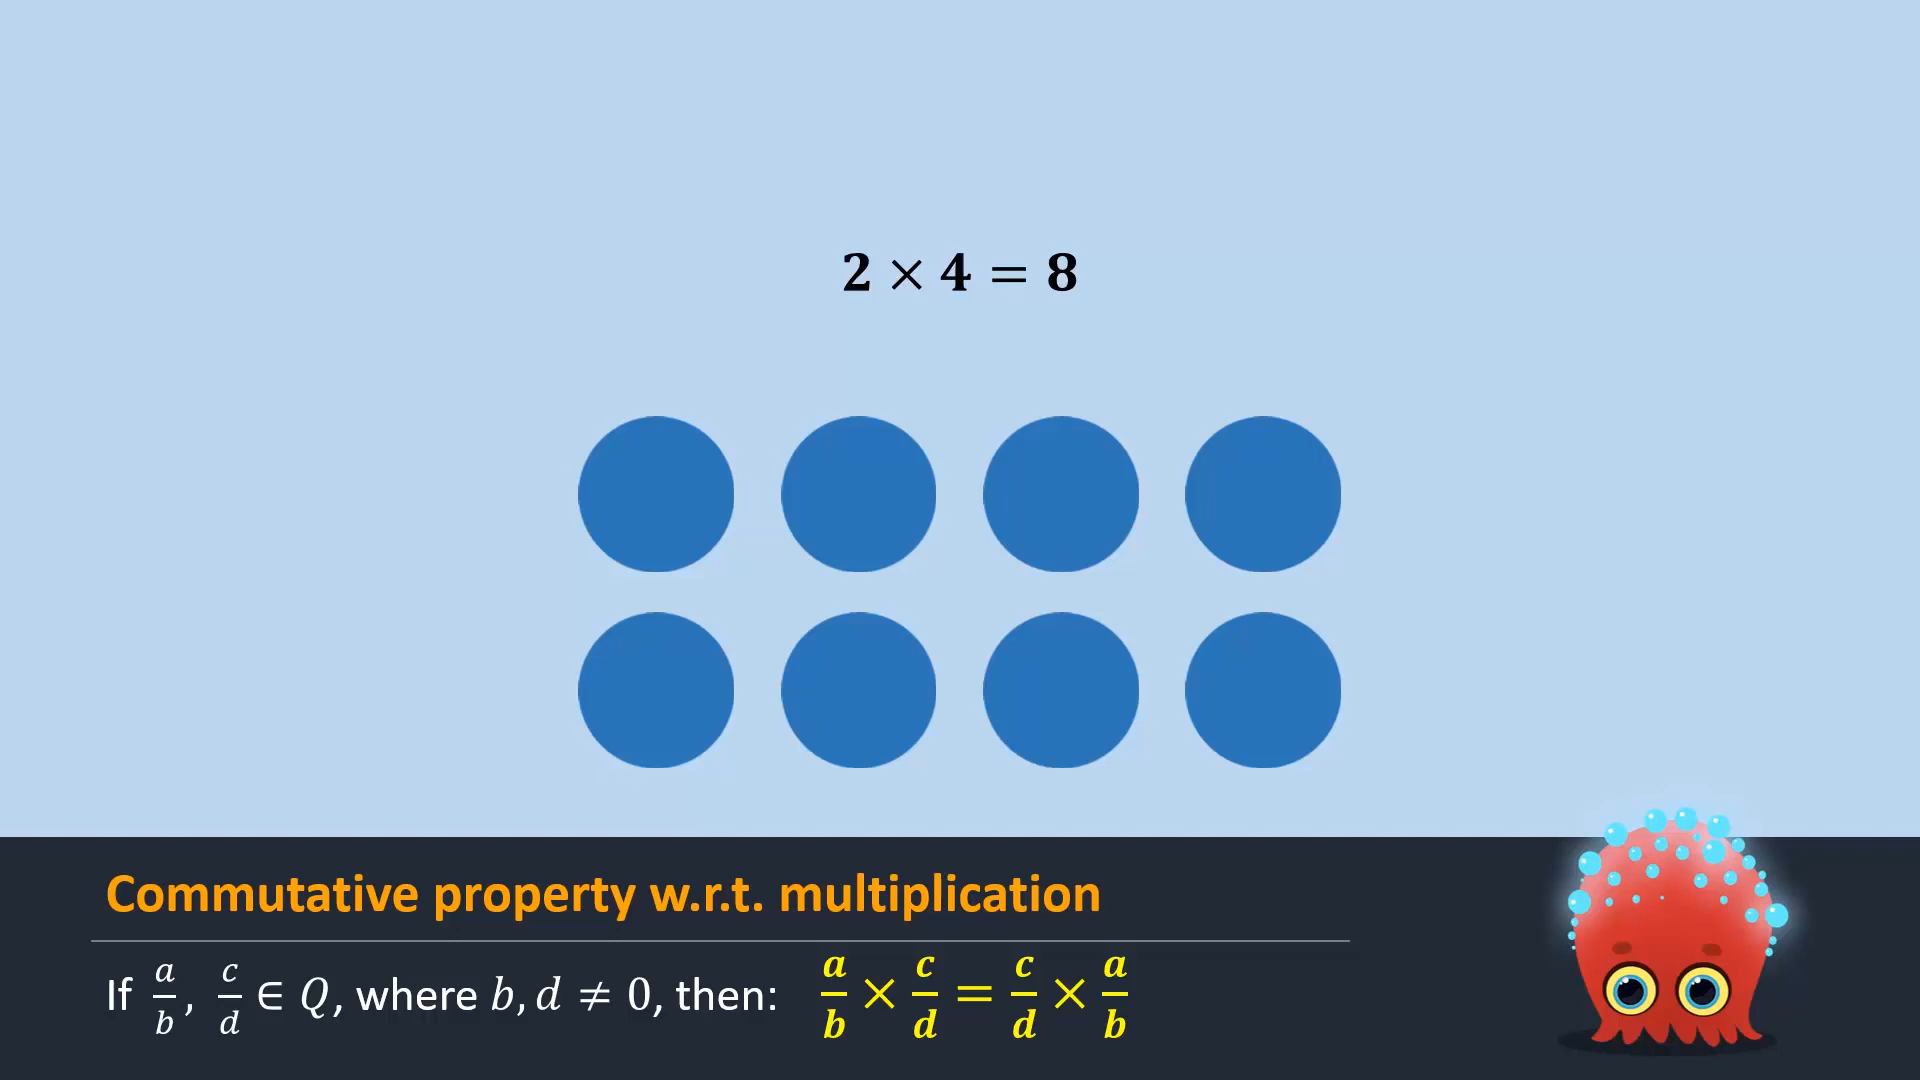 2 × 4 = 8
Commutative property w.r.t. multiplication
If a/b, c/d ∈ Q, where b, d ≠ 0, then: a/b × c/d = c/d × a/b